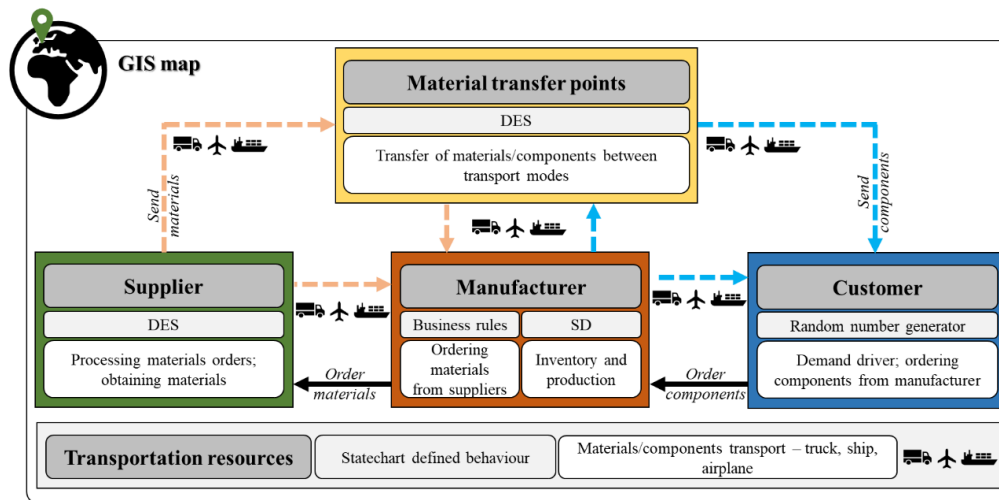 GIS map
Material transfer points
DES
Transfer of materials/components between
transport modes
Send
materials
Send
components
Supplier
DES
Processing materials orders;
obtaining materials
Manufacturer
Business rules
SD
Ordering
materials
from suppliers
Inventory and
production
Customer
Random number generator
Demand driver; ordering
components from manufacturer
Order
materials
Order
components
Transportation resources
Statechart defined behaviour
Materials/components transport – truck, ship,
airplane